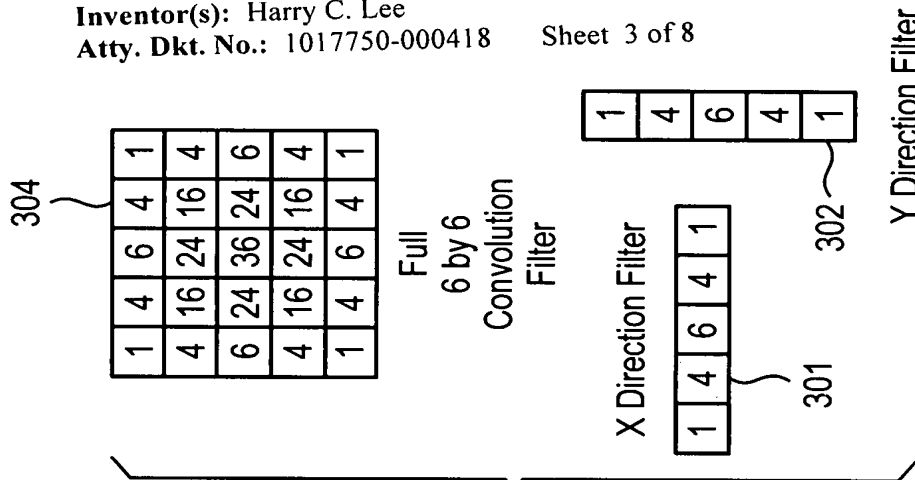 Inventor(s): Harry C. Lee
Atty. Dkt. No.: 1017750-000418 Sheet 3 of 8
304
1 4 6 4 1
4 16 24 16 4
6 24 36 24 6
4 16 24 16 4
1 4 6 4 1
Full
6 by 6
Convolution
Filter
X Direction Filter
1 4 6 4 1
301
1
4
6
4
1
302
Y Direction Filter